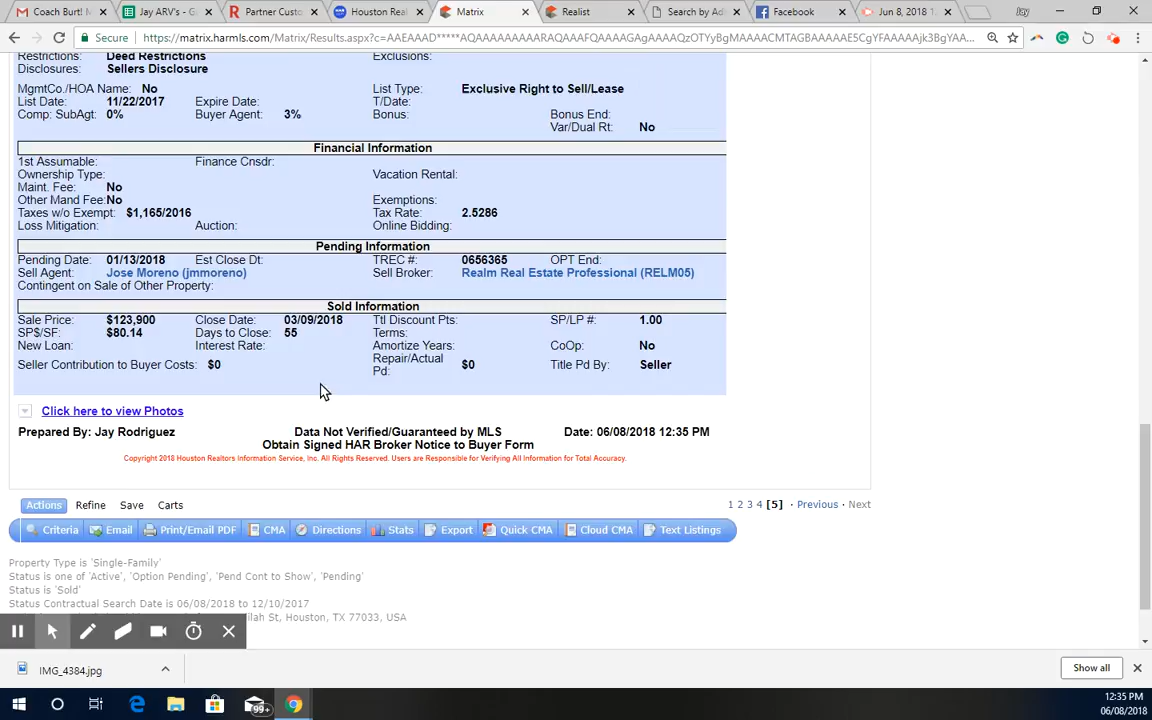 Coach Burt! M
Jay ARV's - G
Partner Custo
Houston Real
Matrix
Realist
Search by Ad
Facebook
Jun 8, 2018 1
Jay
Secure https://matrix.harmls.com/Matrix/Results.aspx?c=AAEAAAD*****AQAAAAAAAAARAQAAAFQAAAAGAgAAAAQzOTYyBgMAAAACMTAGBAAAAAE5CgYFAAAAAjk3BgYAA...
Restrictions: Deed Restrictions Exclusions:
Disclosures: Sellers Disclosure
MgmtCo./HOA Name: No List Type: Exclusive Right to Sell/Lease
List Date: 11/22/2017 Expire Date: T/Date:
Comp: SubAgt: 0% Buyer Agent: 3% Bonus: Bonus End:
Var/Dual Rt: No
Financial Information
1st Assumable: Finance Cnsdr:
Ownership Type: Vacation Rental:
Maint. Fee: No
Other Mand Fee:No Exemptions:
Taxes w/o Exempt: $1,165/2016 Tax Rate: 2.5286
Loss Mitigation: Auction: Online Bidding:
Pending Information
Pending Date: 01/13/2018 Est Close Dt: TREC #: 0656365 OPT End:
Sell Agent: Jose Moreno (jmmoreno) Sell Broker: Realm Real Estate Professional (RELM05)
Contingent on Sale of Other Property:
Sold Information
Sale Price: $123,900 Close Date: 03/09/2018 Ttl Discount Pts: SP/LP #: 1.00
SP$/SF: $80.14 Days to Close: 55 Terms:
New Loan: Interest Rate: Amortize Years: CoOp: No
Seller Contribution to Buyer Costs: $0 Repair/Actual Pd: $0 Title Pd By: Seller
Click here to view Photos
Prepared By: Jay Rodriguez Data Not Verified/Guaranteed by MLS Date: 06/08/2018 12:35 PM
Obtain Signed HAR Broker Notice to Buyer Form
Copyright 2018 Houston Realtors Information Service, Inc. All Rights Reserved. Users are Responsible for Verifying All Information for Total Accuracy.
Actions Refine Save Carts 1 2 3 4 [5] · Previous · Next
Criteria Email Print/Email PDF CMA Directions Stats Export Quick CMA Cloud CMA Text Listings
Property Type is 'Single-Family'
Status is one of 'Active', 'Option Pending', 'Pend Cont to Show', 'Pending'
Status is 'Sold'
Status Contractual Search Date is 06/08/2018 to 12/10/2017
ilah St, Houston, TX 77033, USA
IMG_4384.jpg
Show all
99+
12:35 PM
06/08/2018